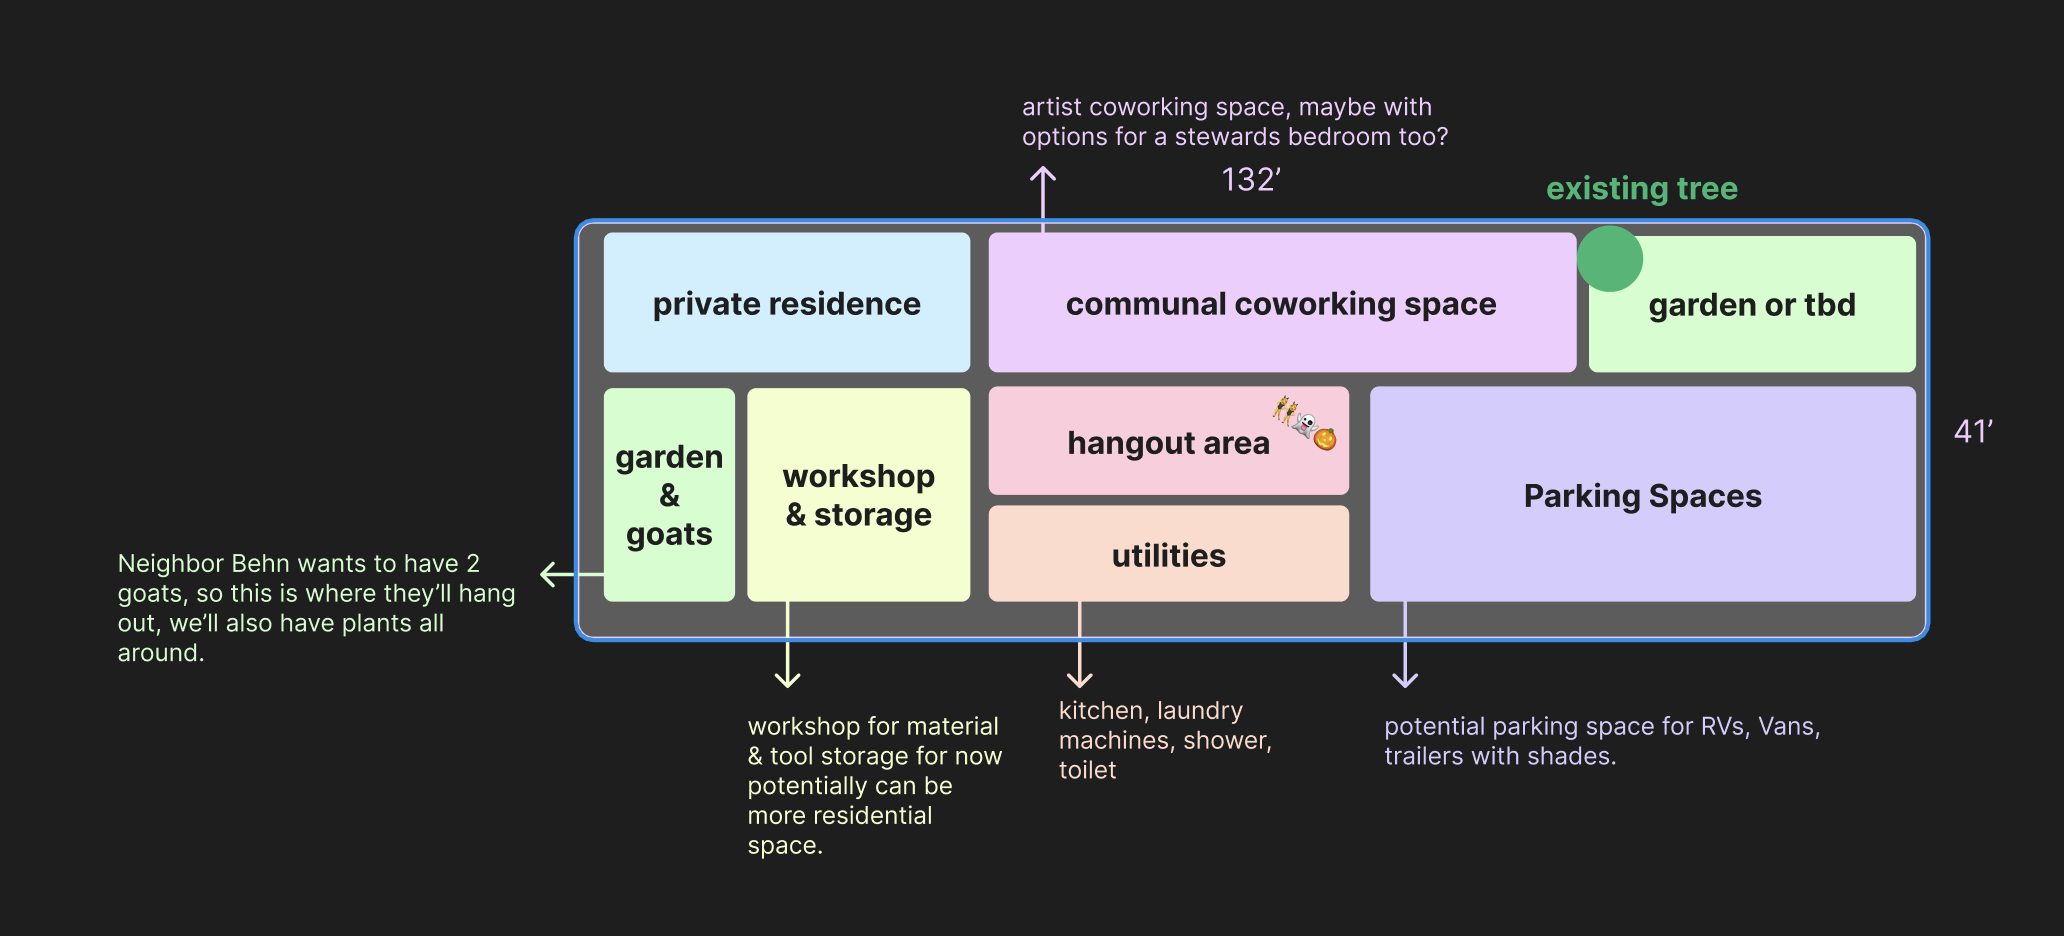 artist coworking space, maybe with
options for a stewards bedroom too?
132’
existing tree
private residence
communal coworking space
garden or tbd
garden
&
goats
workshop
& storage
hangout area
utilities
Parking Spaces
41’
Neighbor Behn wants to have 2
goats, so this is where they’ll hang
out, we’ll also have plants all
around.
workshop for material
& tool storage for now
potentially can be
more residential
space.
kitchen, laundry
machines, shower,
toilet
potential parking space for RVs, Vans,
trailers with shades.